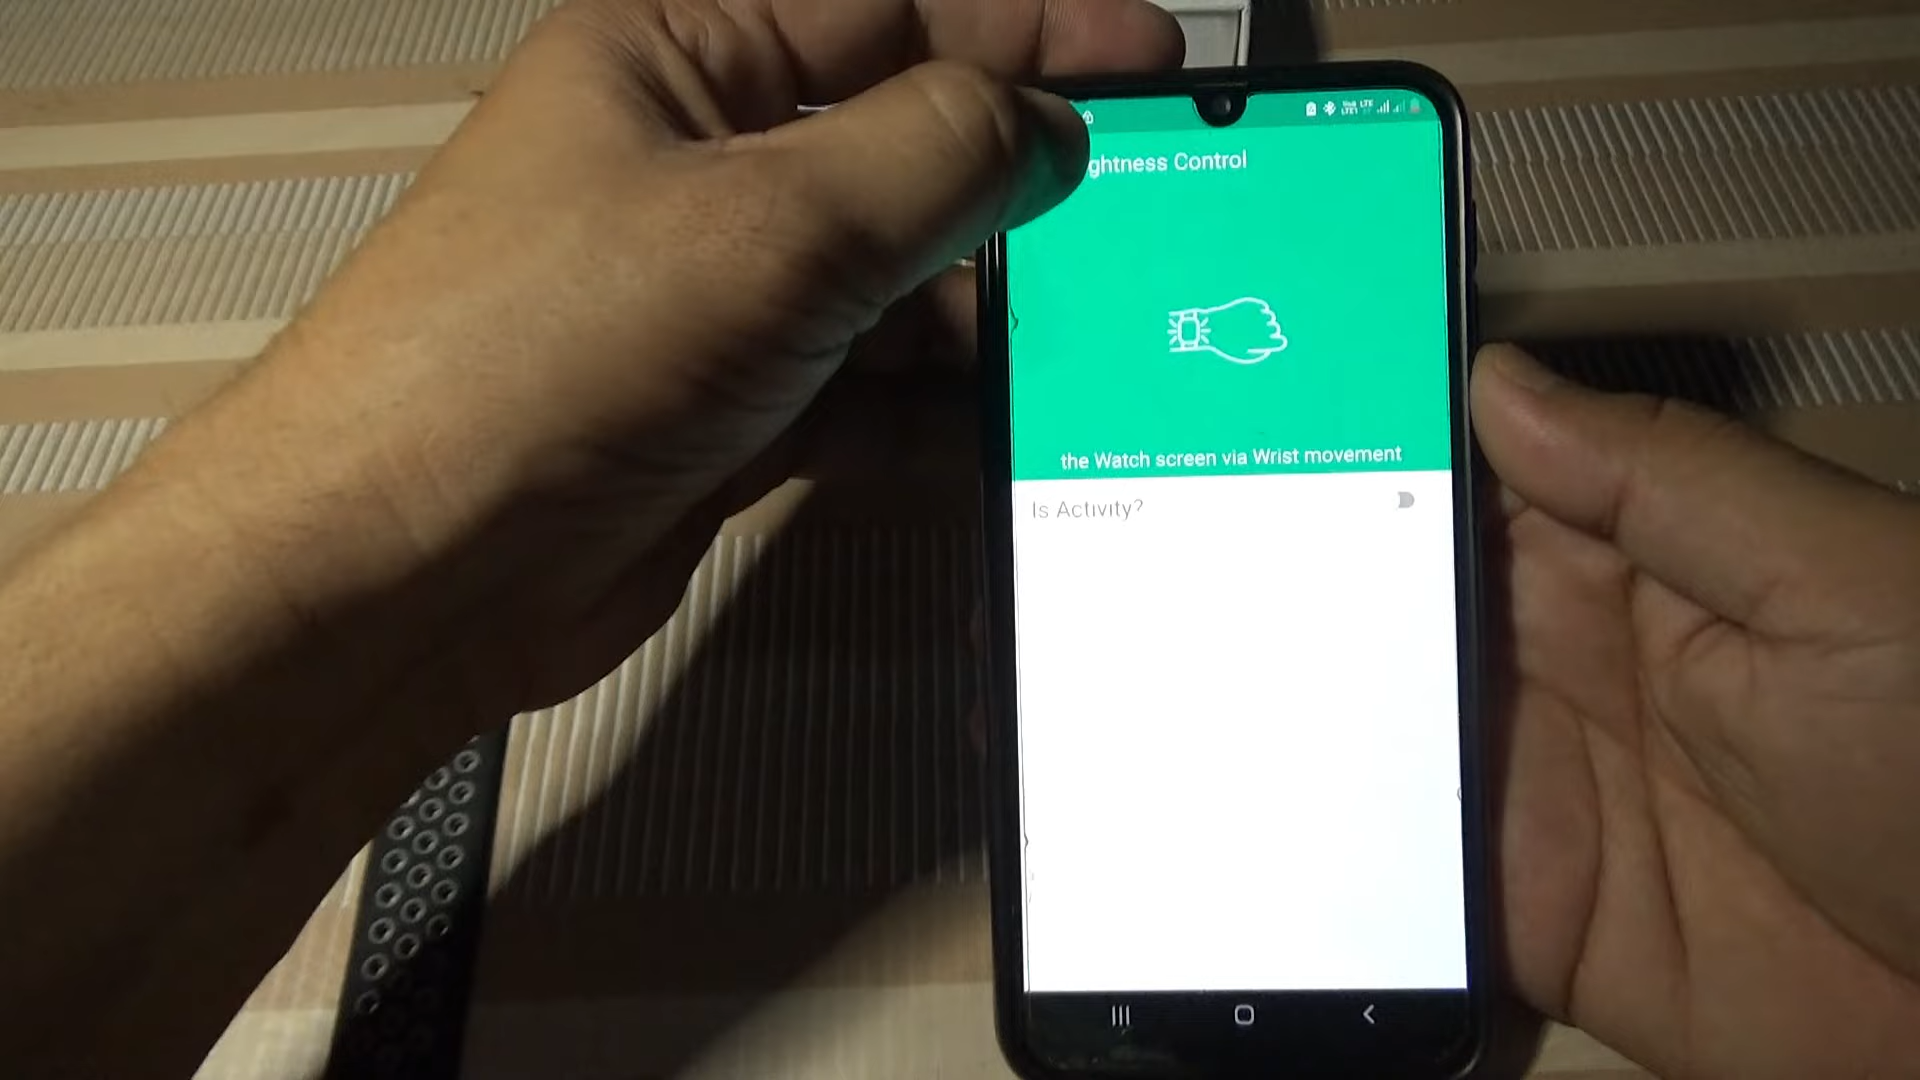 ghtness Control
the Watch screen via Wrist movement
Is Activity?